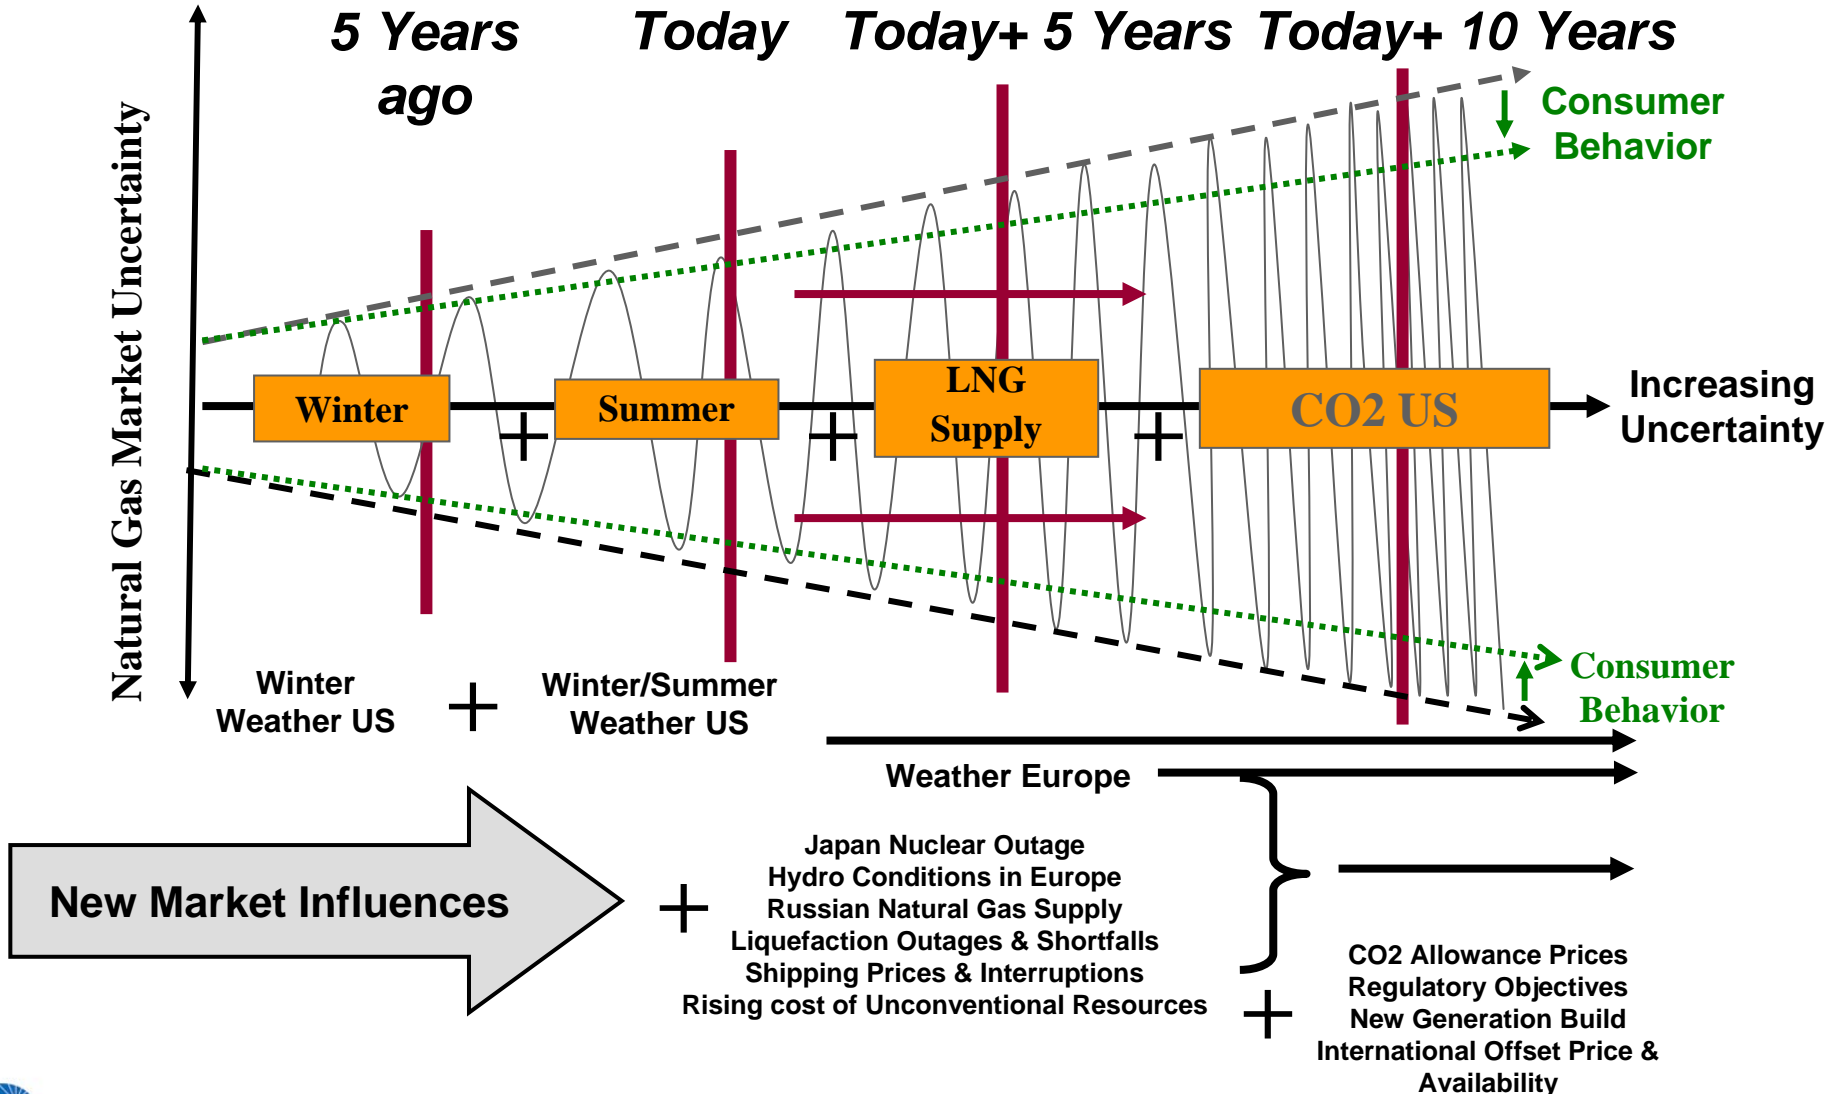 5 Years
ago
Today
Today+ 5 Years
Today+ 10 Years
Natural Gas Market Uncertainty
Consumer
Behavior
Winter
+
Summer
+
LNG
Supply
+
CO2 US
Increasing
Uncertainty
Consumer
Behavior
Winter
Weather US
+
Winter/Summer
Weather US
Weather Europe
New Market Influences
+
Japan Nuclear Outage
Hydro Conditions in Europe
Russian Natural Gas Supply
Liquefaction Outages & Shortfalls
Shipping Prices & Interruptions
Rising cost of Unconventional Resources
+
CO2 Allowance Prices
Regulatory Objectives
New Generation Build
International Offset Price &
Availability